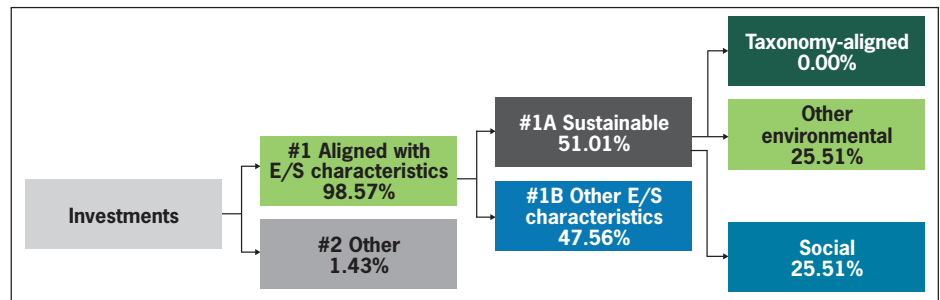 Investments
#1 Aligned with
E/S characteristics
98.57%
#2 Other
1.43%
#1A Sustainable
51.01%
#1B Other E/S
characteristics
47.56%
Taxonomy-aligned
0.00%
Other
environmental
25.51%
Social
25.51%